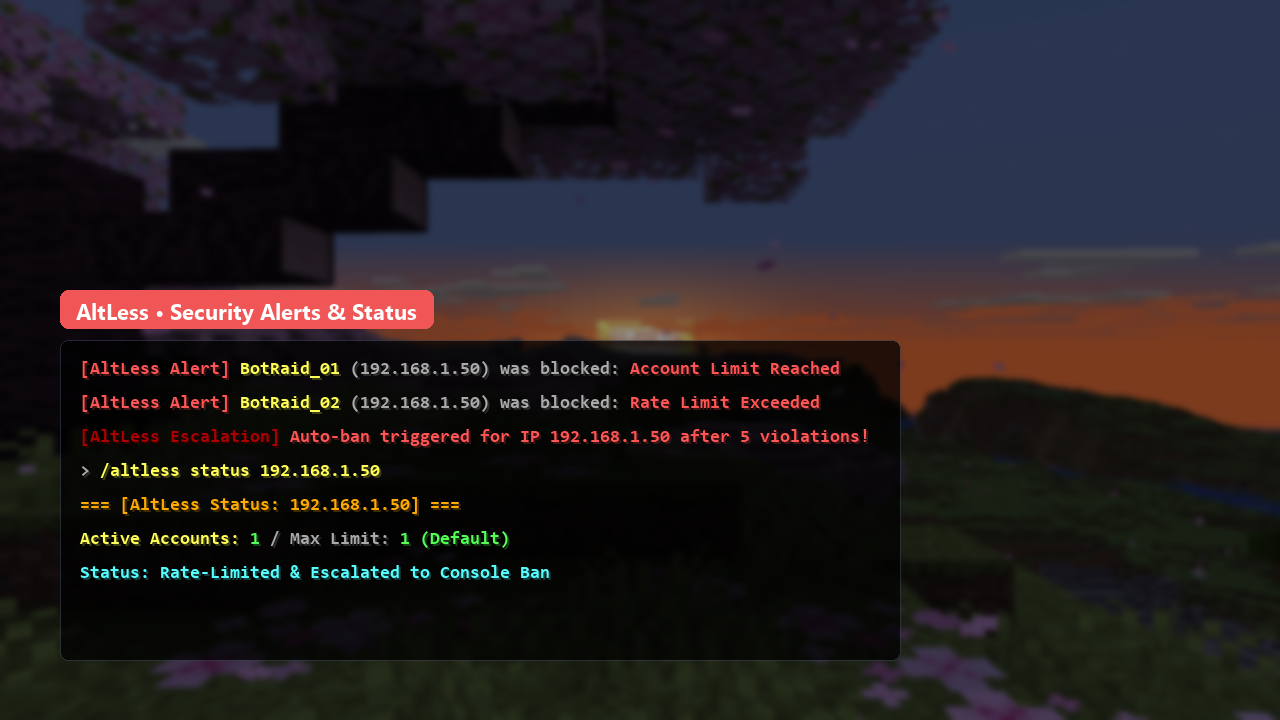 AltLess • Security Alerts & Status
[AltLess Alert] BotRaid_01 (192.168.1.50) was blocked: Account Limit Reached
[AltLess Alert] BotRaid_02 (192.168.1.50) was blocked: Rate Limit Exceeded
[AltLess Escalation] Auto-ban triggered for IP 192.168.1.50 after 5 violations!
> /altless status 192.168.1.50
=== [AltLess Status: 192.168.1.50] ===
Active Accounts: 1 / Max Limit: 1 (Default)
Status: Rate-Limited & Escalated to Console Ban